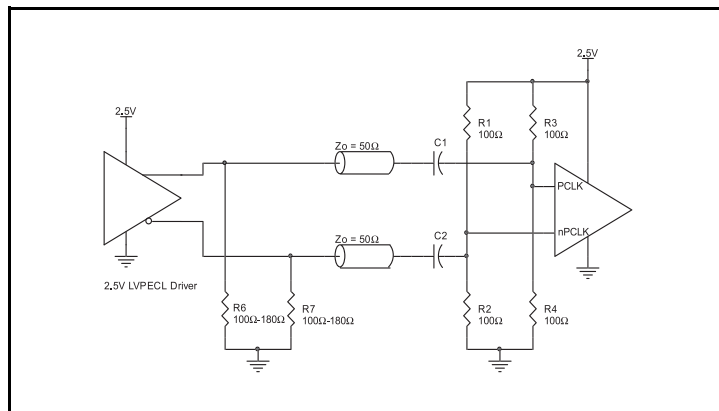 2.5V
2.5V
R1
100Ω
R3
100Ω
Zo = 50Ω
C1
PCLK
nPCLK
Zo = 50Ω
C2
2.5V LVPECL Driver
R6
100Ω-180Ω
R7
100Ω-180Ω
R2
100Ω
R4
100Ω